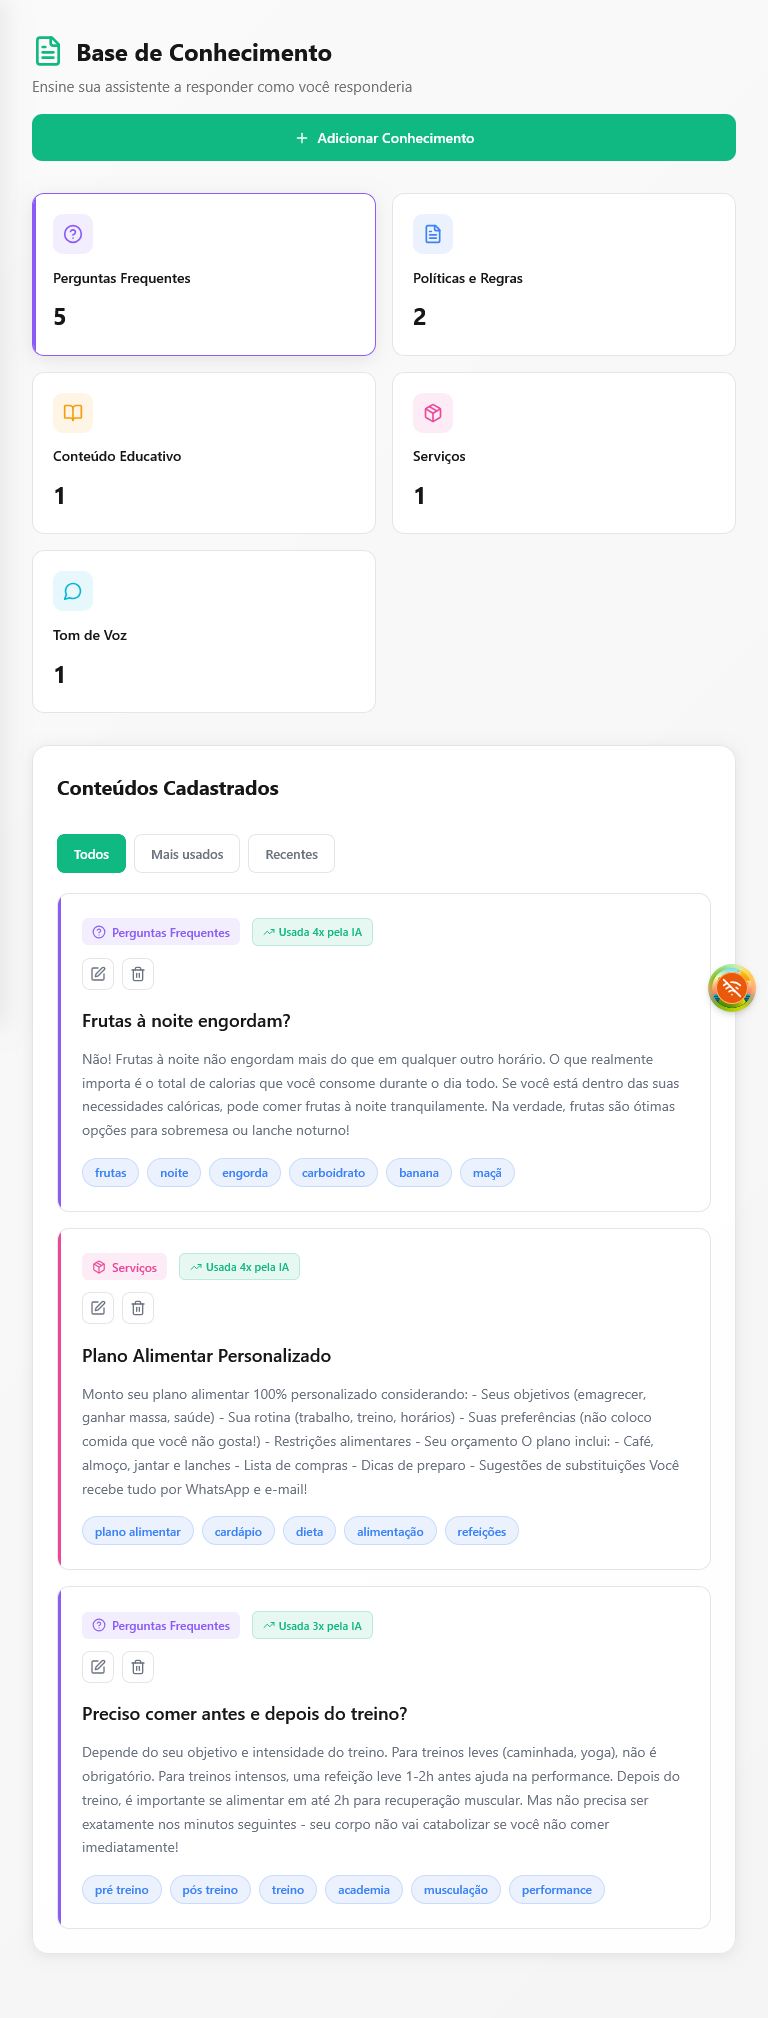 Base de Conhecimento
Ensine sua assistente a responder como você responderia
+ Adicionar Conhecimento
Perguntas Frequentes
5
Políticas e Regras
2
Conteúdo Educativo
1
Serviços
1
Tom de Voz
1
Conteúdos Cadastrados
Todos
Mais usados
Recentes
Perguntas Frequentes
Usada 4x pela IA
Frutas à noite engordam?
Não! Frutas à noite não engordam mais do que em qualquer outro horário. O que realmente
importa é o total de calorias que você consome durante o dia todo. Se você está dentro das suas
necessidades calóricas, pode comer frutas à noite tranquilamente. Na verdade, frutas são ótimas
opções para sobremesa ou lanche noturno!
frutas
noite
engorda
carboidrato
banana
maçã
Serviços
Usada 4x pela IA
Plano Alimentar Personalizado
Monto seu plano alimentar 100% personalizado considerando: - Seus objetivos (emagrecer,
ganhar massa, saúde) - Sua rotina (trabalho, treino, horários) - Suas preferências (não coloco
comida que você não gosta!) - Restrições alimentares - Seu orçamento O plano inclui: - Café,
almoço, jantar e lanches - Lista de compras - Dicas de preparo - Sugestões de substituições Você
recebe tudo por WhatsApp e e-mail!
plano alimentar
cardápio
dieta
alimentação
refeições
Perguntas Frequentes
Usada 3x pela IA
Preciso comer antes e depois do treino?
Depende do seu objetivo e intensidade do treino. Para treinos leves (caminhada, yoga), não é
obrigatório. Para treinos intensos, uma refeição leve 1-2h antes ajuda na performance. Depois do
treino, é importante se alimentar em até 2h para recuperação muscular. Mas não precisa ser
exatamente nos minutos seguintes - seu corpo não vai catabolizar se você não comer
imediatamente!
pré treino
pós treino
treino
academia
musculação
performance